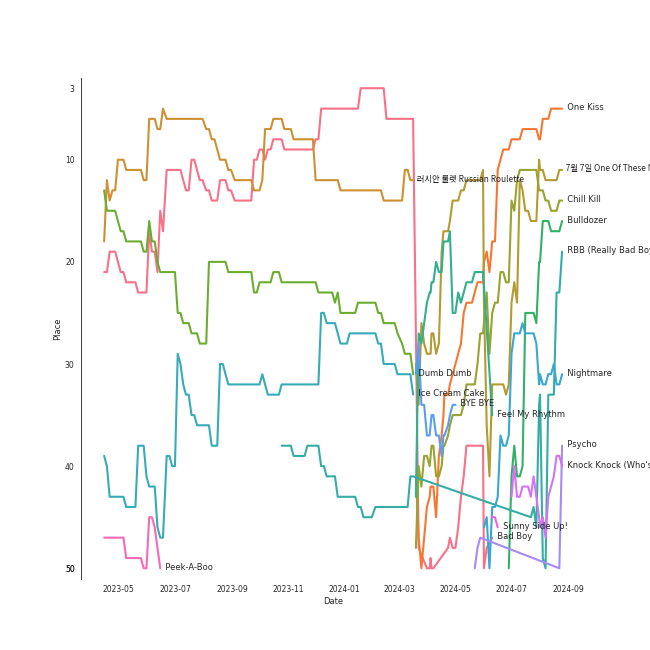 3
One Kiss
10
7월 7일 One Of These
러시안 룰렛 Russian Roulette
Chill Kill
Bulldozer
20
RBB (Really Bad Boy
Place
30
Dumb Dumb
Nightmare
Ice Cream Cake
BYE BYE
Feel My Rhythm
40
Psycho
Knock Knock (Who's
Sunny Side Up!
Bad Boy
50
Peek-A-Boo
2023-05
2023-07
2023-09
2023-11
2024-01
2024-03
2024-05
2024-07
2024-09
Date